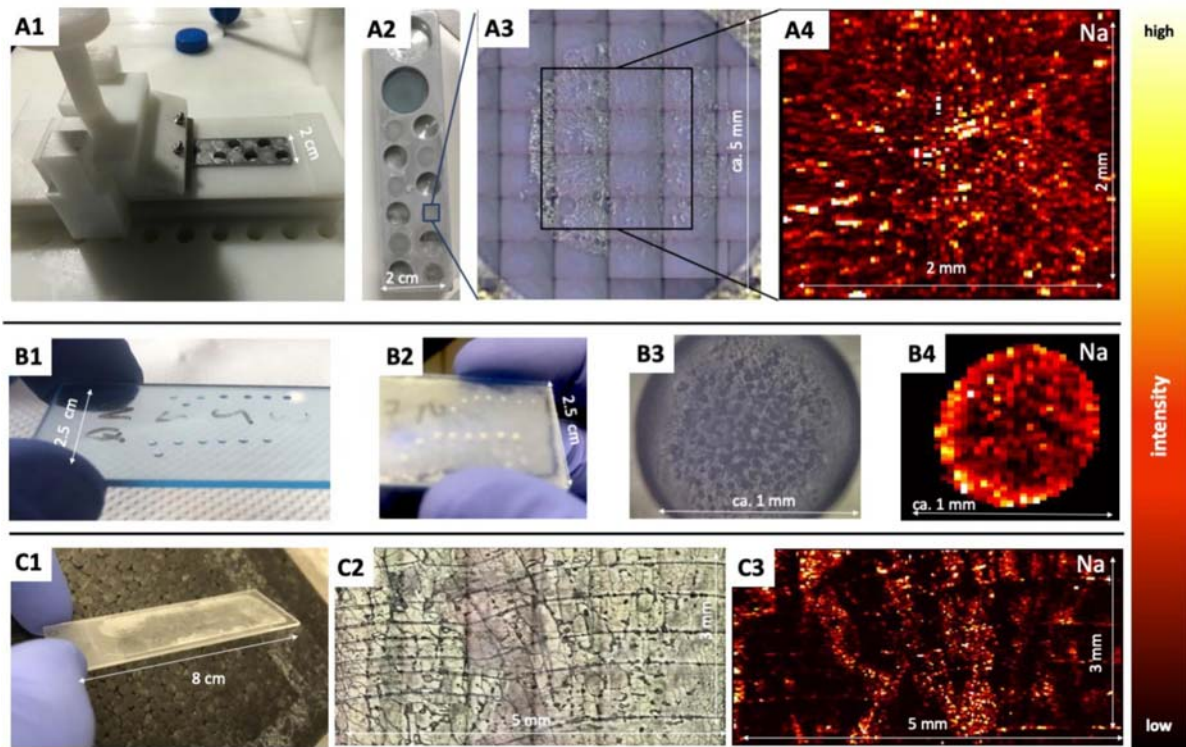 A1
2 cm
A2
2 cm
A3
ca. 5 mm
A4
Na
2 mm
2 mm
high
B1
2.5 cm
B2
2.5 cm
B3
ca. 1 mm
B4
Na
ca. 1 mm
intensity
C1
8 cm
C2
3 mm
5 mm
C3
Na
3 mm
5 mm
low